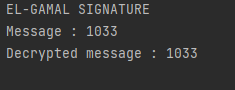 EL-GAMAL SIGNATURE
Message : 1033
Decrypted message : 1033